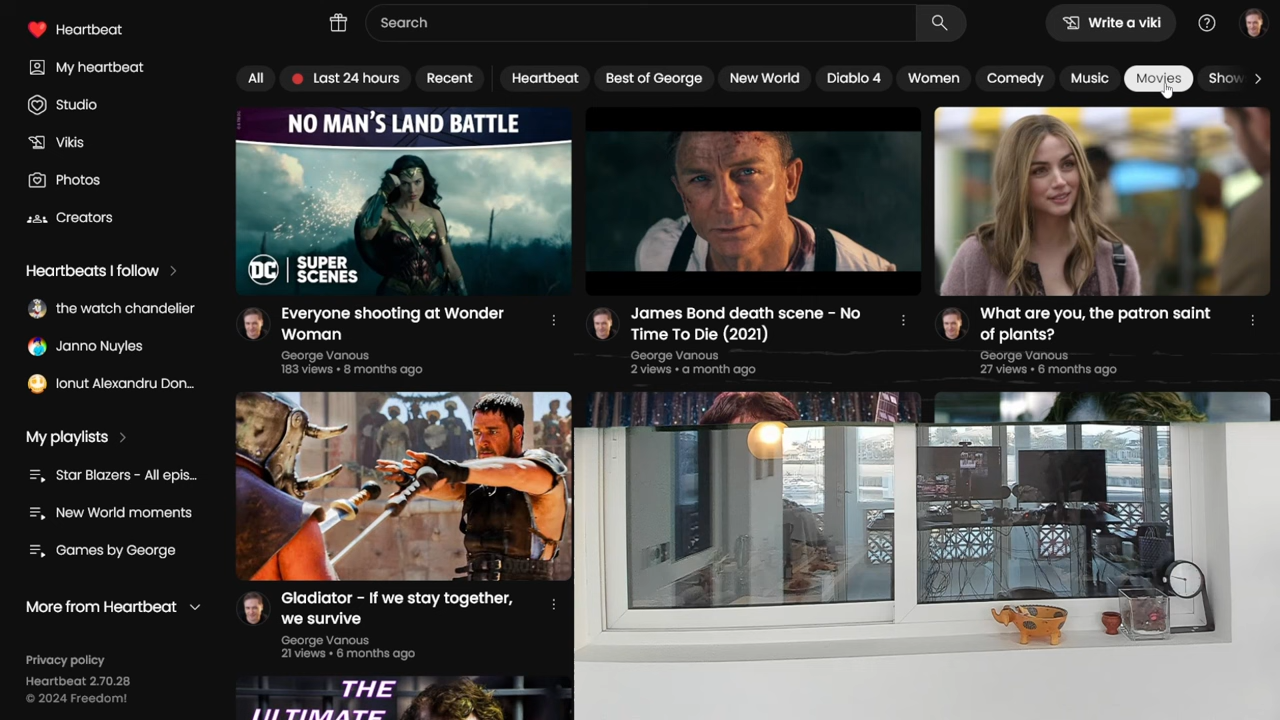 Heartbeat
Search
Write a viki
My heartbeat
Studio
Vikis
Photos
Creators
Heartbeats I follow
the watch chandelier
Janno Nuyles
Ionut Alexandru Don...
My playlists
Star Blazers - All epis...
New World moments
Games by George
More from Heartbeat
Privacy policy
Heartbeat 2.70.28
© 2024 Freedom!
All
Last 24 hours
Recent
Heartbeat
Best of George
New World
Diablo 4
Women
Comedy
Music
Movies
Show
NO MAN'S LAND BATTLE
DC
SUPER
SCENES
Everyone shooting at Wonder
Woman
George Vanous
183 views • 8 months ago
James Bond death scene - No
Time To Die (2021)
George Vanous
2 views • a month ago
What are you, the patron saint
of plants?
George Vanous
27 views • 6 months ago
Gladiator - If we stay together,
we survive
George Vanous
21 views • 6 months ago
THE
ULTIMATE